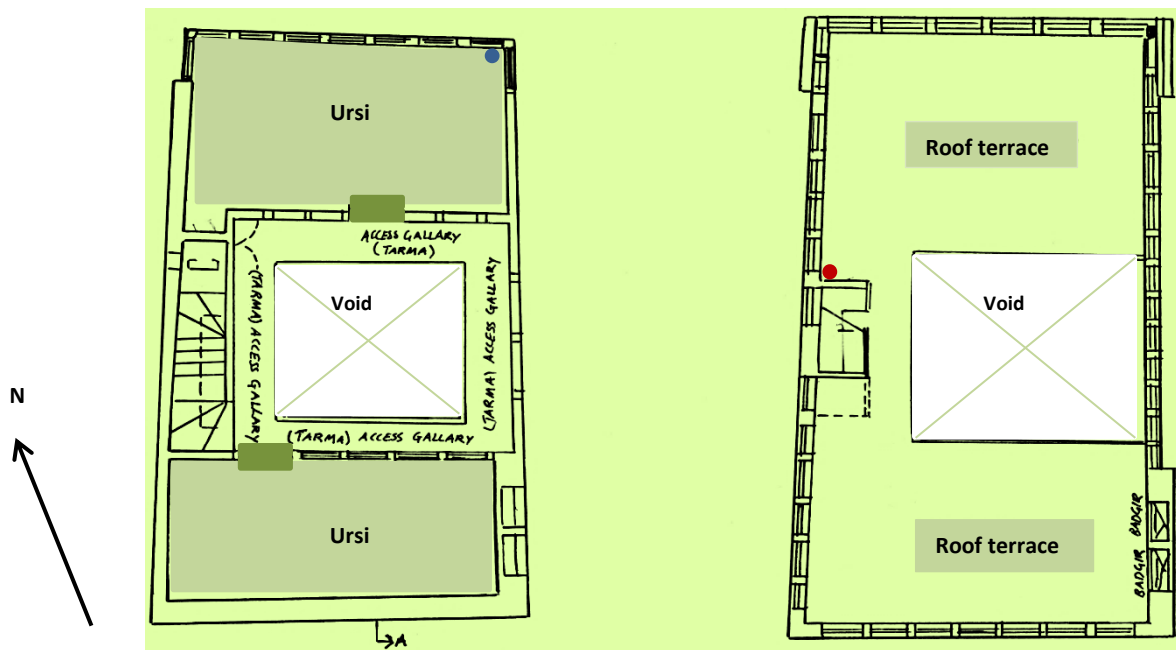 Ursi
ACCESS GALLARY
(TARMA)
(TARMA) ACCESS GALLARY
Void
(TARMA) ACCESS GALLARY
(TARMA) ACCESS GALLARY
Ursi
A
N
Roof terrace
Void
Roof terrace
BADGIR
BADGIR